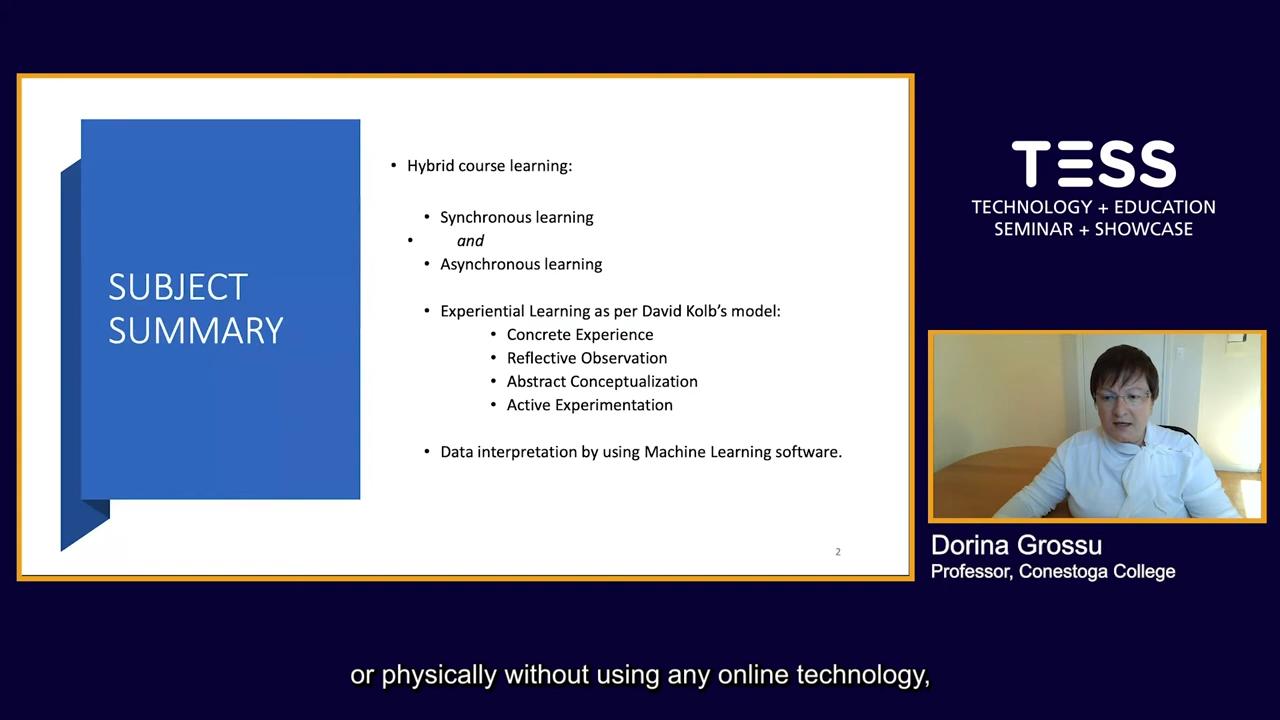 SUBJECT
SUMMARY
• Hybrid course learning:
• Synchronous learning
• and
• Asynchronous learning
• Experiential Learning as per David Kolb’s model:
• Concrete Experience
• Reflective Observation
• Abstract Conceptualization
• Active Experimentation
• Data interpretation by using Machine Learning software.
2
TESS
TECHNOLOGY + EDUCATION
SEMINAR + SHOWCASE
Dorina Grossu
Professor, Conestoga College
or physically without using any online technology,